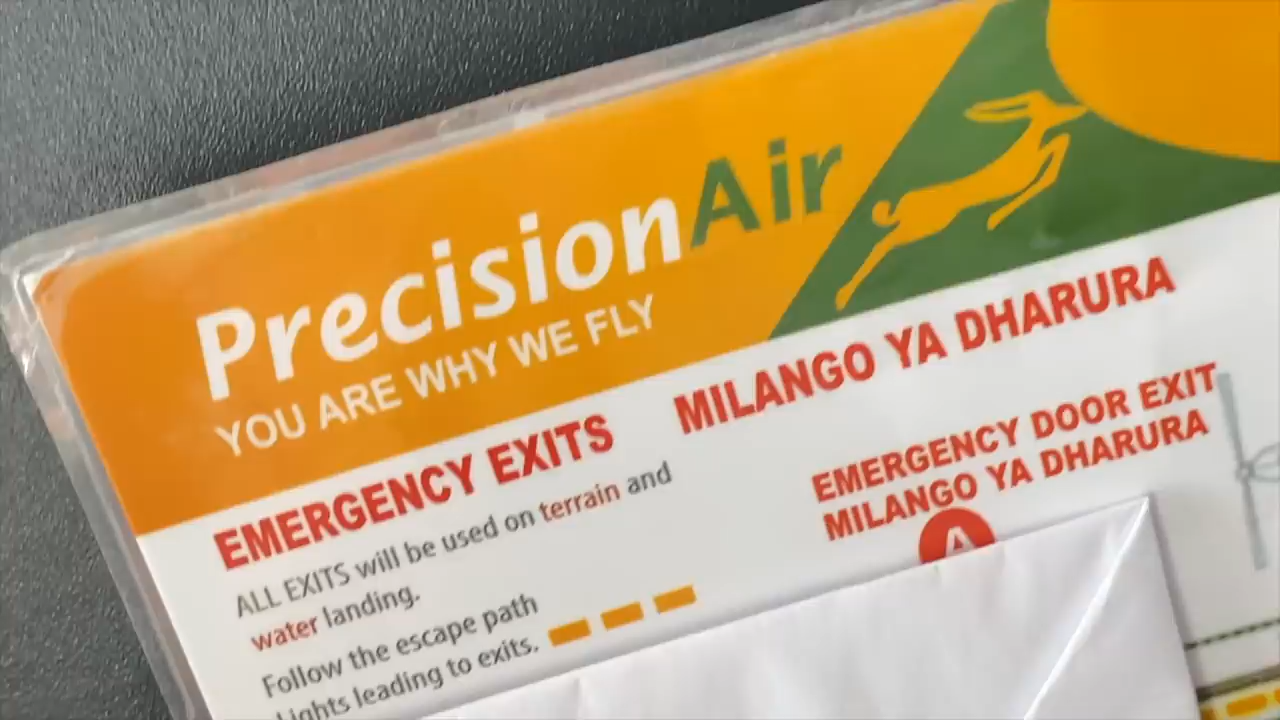 PrecisionAir
YOU ARE WHY WE FLY
EMERGENCY EXITS
MILANGO YA DHARURA
ALL EXITS will be used on terrain and
water landing.
Follow the escape path
Lights leading to exits.
EMERGENCY DOOR EXIT
MILANGO YA DHARURA
A